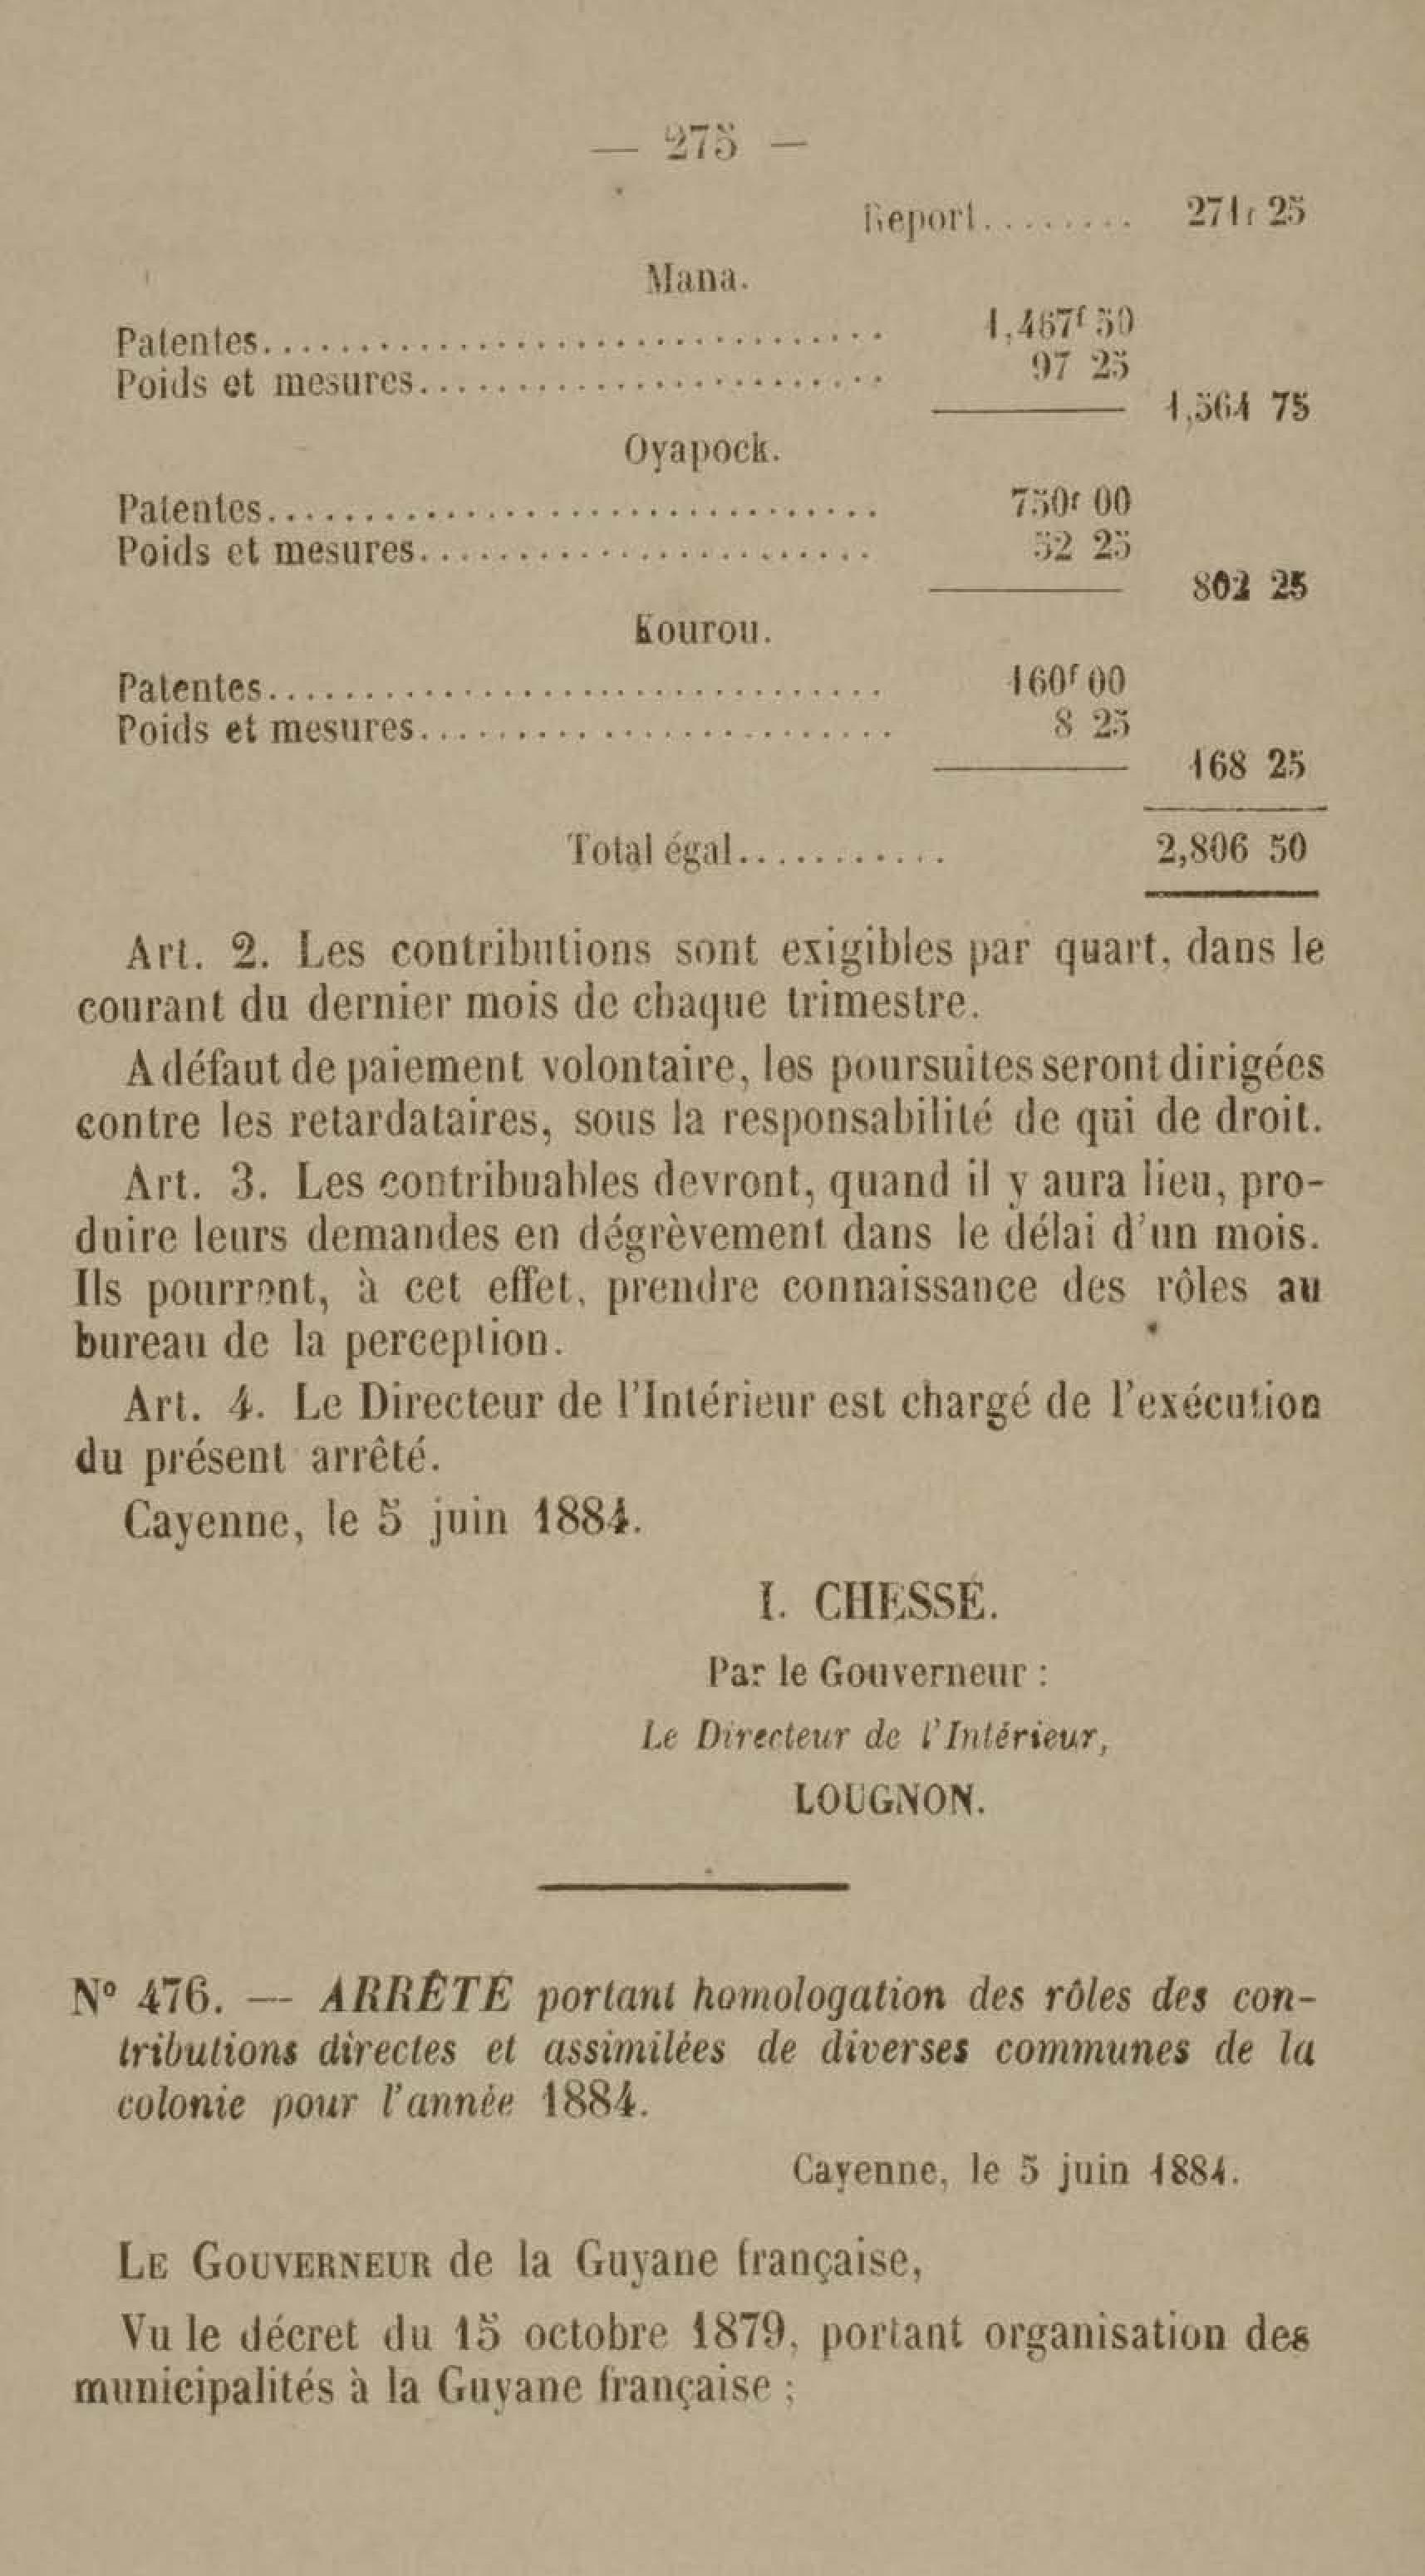 — 275 —
Report........ 271f 25
Mana.
Patentes................................ 1,467f 50
Poids et mesures......................... 97 25
1,564 75
Oyapock.
Patentes................................ 750f 00
Poids et mesures........................ 52 25
802 25
Kourou.
Patentes................................ 160f 00
Poids et mesures......................... 8 25
168 25
Total égal........... 2,806 50
Art. 2. Les contributions sont exigibles par quart, dans le
courant du dernier mois de chaque trimestre.
A défaut de paiement volontaire, les poursuites seront dirigées
contre les retardataires, sous la responsabilité de qui de droit.
Art. 3. Les contribuables devront, quand il y aura lieu, pro-
duire leurs demandes en dégrèvement dans le délai d'un mois.
Ils pourront, à cet effet, prendre connaissance des rôles au
bureau de la perception.
Art. 4. Le Directeur de l'Intérieur est chargé de l'exécution
du présent arrêté.
Cayenne, le 5 juin 1884.
I. CHESSÉ.
Par le Gouverneur :
Le Directeur de l'Intérieur,
LOUGNON.
N° 476. — ARRÊTÉ portant homologation des rôles des con-
tributions directes et assimilées de diverses communes de la
colonie pour l'année 1884.
Cayenne, le 5 juin 1884.
LE GOUVERNEUR de la Guyane française,
Vu le décret du 15 octobre 1879, portant organisation des
municipalités à la Guyane française ;